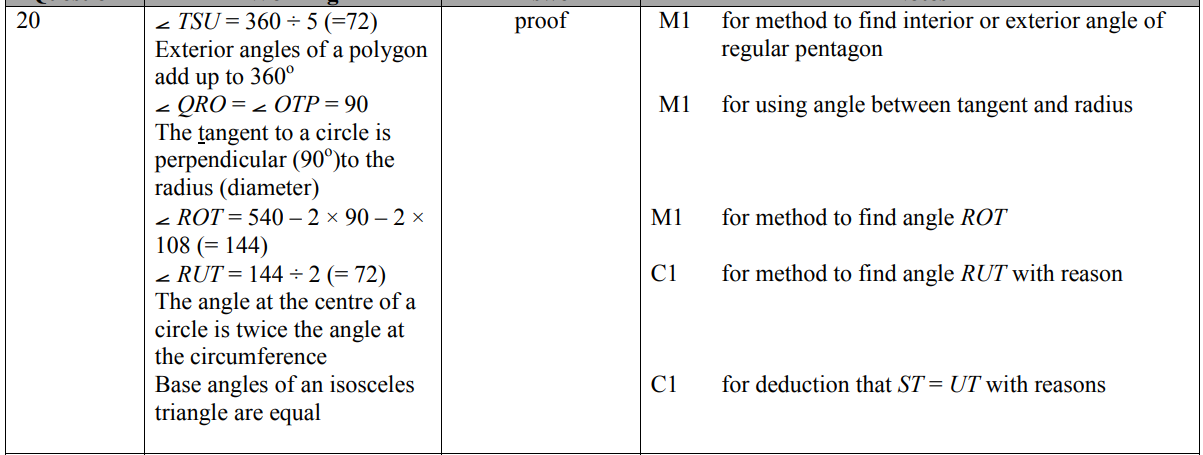 20
∠ TSU = 360 ÷ 5 (=72)
Exterior angles of a polygon
add up to 360°
∠ QRO = ∠ OTP = 90
The tangent to a circle is
perpendicular (90°)to the
radius (diameter)
∠ ROT = 540 – 2 × 90 – 2 ×
108 (= 144)
∠ RUT = 144 ÷ 2 (= 72)
The angle at the centre of a
circle is twice the angle at
the circumference
Base angles of an isosceles
triangle are equal
proof
M1 for method to find interior or exterior angle of
regular pentagon
M1 for using angle between tangent and radius
M1 for method to find angle ROT
C1 for method to find angle RUT with reason
C1 for deduction that ST = UT with reasons